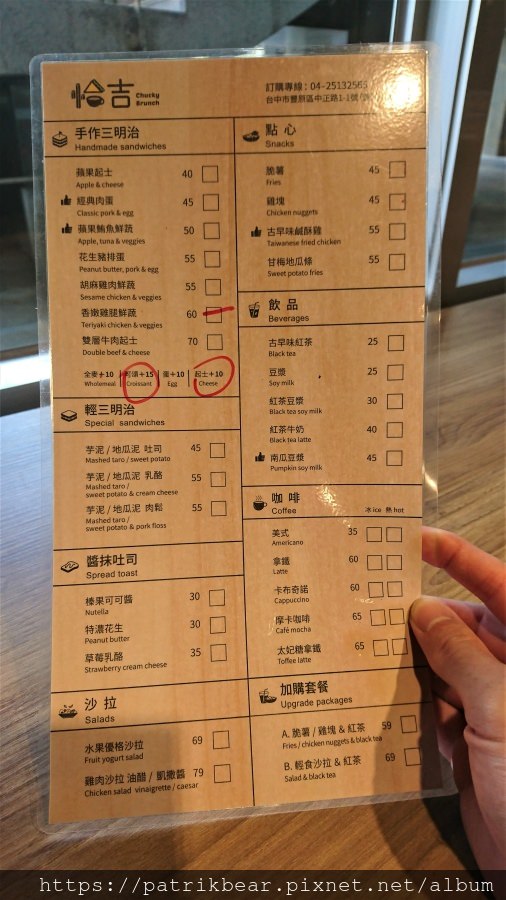 恰吉 Chucky Brunch
訂購專線：04-2513256
台中市豐原區中正路1-1號
手作三明治
Handmade sandwiches
蘋果起士 40
Apple & cheese
經典肉蛋 45
Classic pork & egg
蘋果鮪魚鮮蔬 50
Apple, tuna & veggies
花生豬排蛋 55
Peanut butter, pork & egg
胡麻雞肉鮮蔬 55
Sesame chicken & veggies
香嫩雞腿鮮蔬 60
Teriyaki chicken & veggies
雙層牛肉起士 70
Double beef & cheese
全麥+10 可頌+15 蛋+10 起士+10
Wholemeal Croissant Egg Cheese
輕三明治
Special sandwiches
芋泥 / 地瓜泥 吐司 45
Mashed taro / sweet potato
芋泥 / 地瓜泥 乳酪 55
Mashed taro /
sweet potato & cream cheese
芋泥 / 地瓜泥 肉鬆 55
Mashed taro /
sweet potato & pork floss
醬抹吐司
Spread toast
榛果可可醬 30
Nutella
特濃花生 30
Peanut butter
草莓乳酪 35
Strawberry cream cheese
沙拉
Salads
水果優格沙拉 69
Fruit yogurt salad
雞肉沙拉 油醋 / 凱撒醬 79
Chicken salad vinaigrette / caesar
點心
Snacks
脆薯 45
Fries
雞塊 45
Chicken nuggets
古早味鹹酥雞 55
Taiwanese fried chicken
甘梅地瓜條 55
Sweet potato fries
飲品
Beverages
古早味紅茶 25
Black tea
豆漿 25
Soy milk
紅茶豆漿 30
Black tea soy milk
紅茶牛奶 40
Black tea latte
南瓜豆漿 45
Pumpkin soy milk
咖啡 冰 ice 熱 hot
Coffee
美式 35
Americano
拿鐵 60
Latte
卡布奇諾 60
Cappuccino
摩卡咖啡 65
Café mocha
太妃糖拿鐵 65
Toffee latte
加購套餐
Upgrade packages
A. 脆薯 / 雞塊 & 紅茶 59
Fries / chicken nuggets & black tea
B. 輕食沙拉 & 紅茶 69
Salad & black tea
https://patrikbear.pixnet.net/album